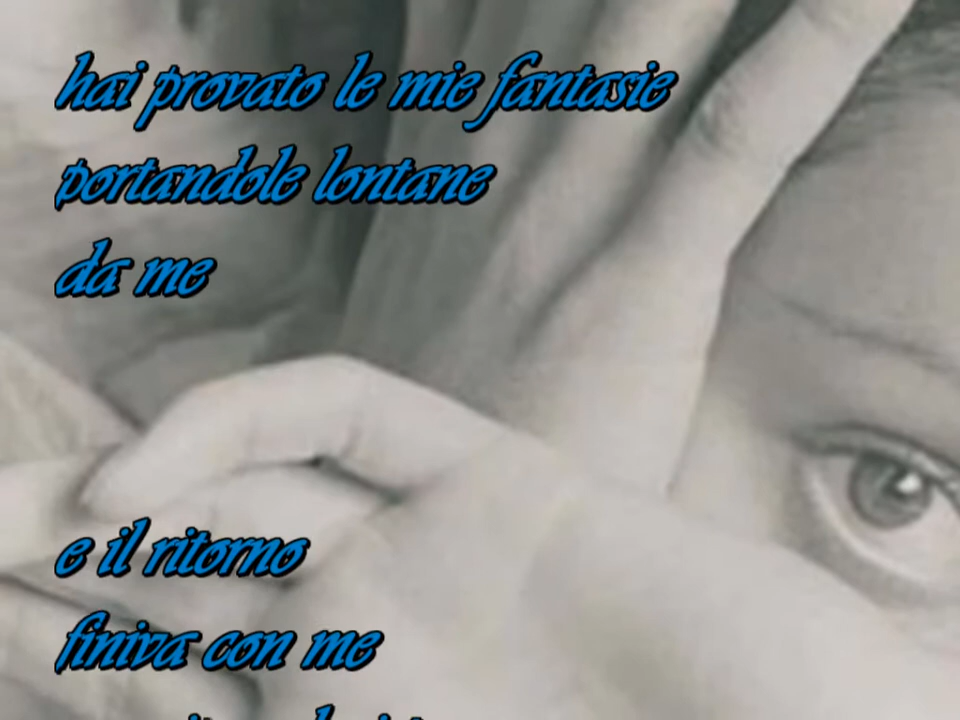 hai provato le mie fantasie
portandole lontane
da me
e il ritorno
finiva con me